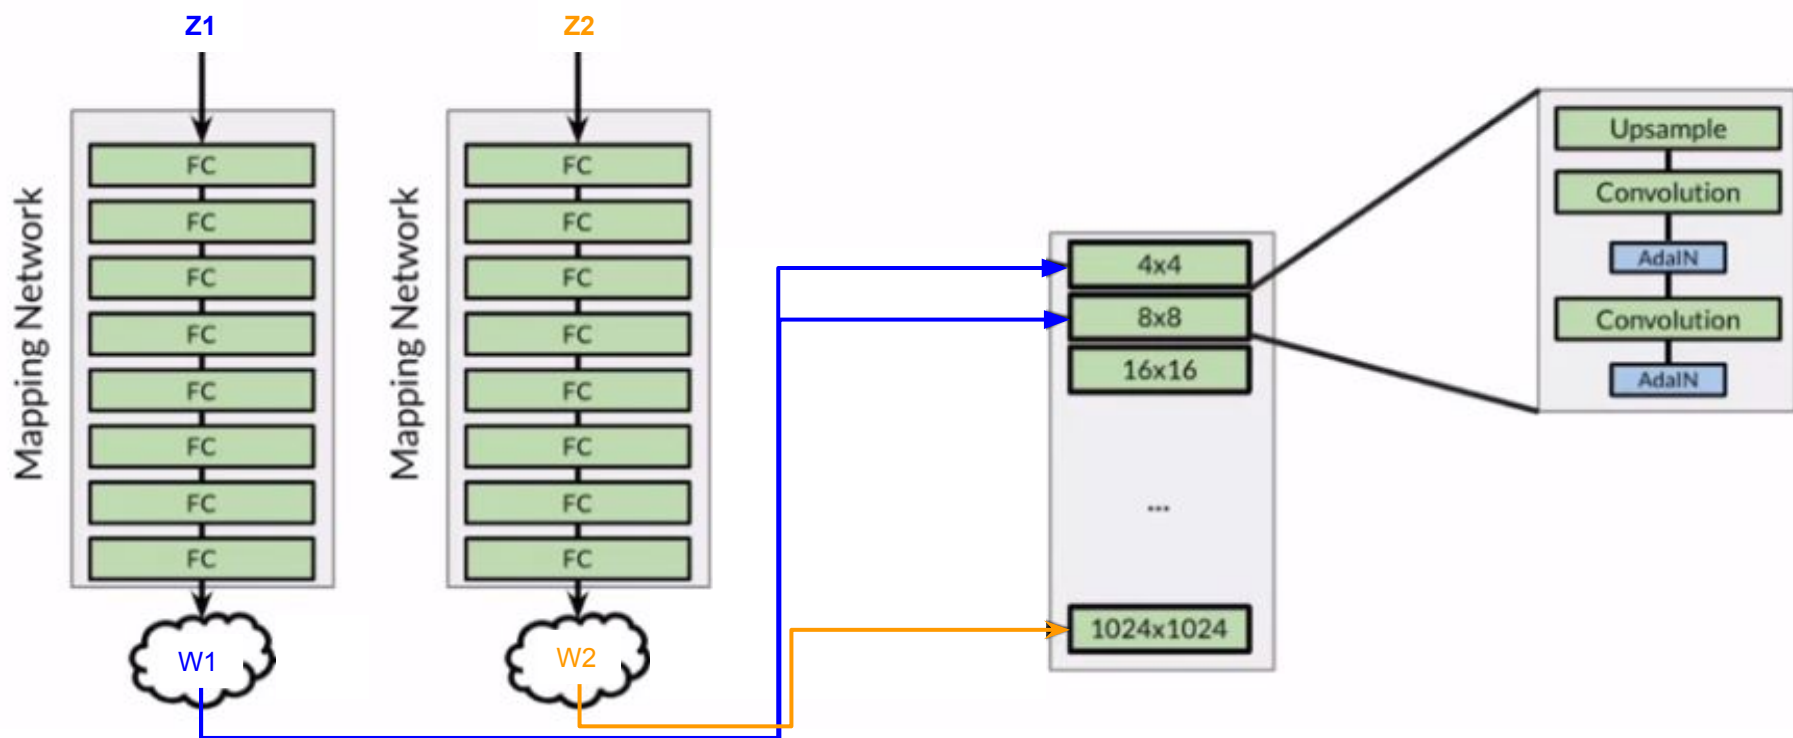 Z1
Z2
Mapping Network
FC
FC
FC
FC
FC
FC
FC
FC
W1
Mapping Network
FC
FC
FC
FC
FC
FC
FC
FC
W2
4x4
8x8
16x16
...
1024x1024
Upsample
Convolution
AdaIN
Convolution
AdaIN